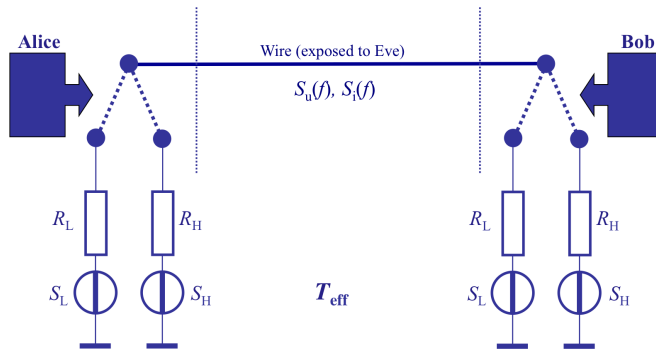 Alice
Bob
Wire (exposed to Eve)
Su(f), Si(f)
RL
RH
RL
RH
SL
SH
Teff
SL
SH